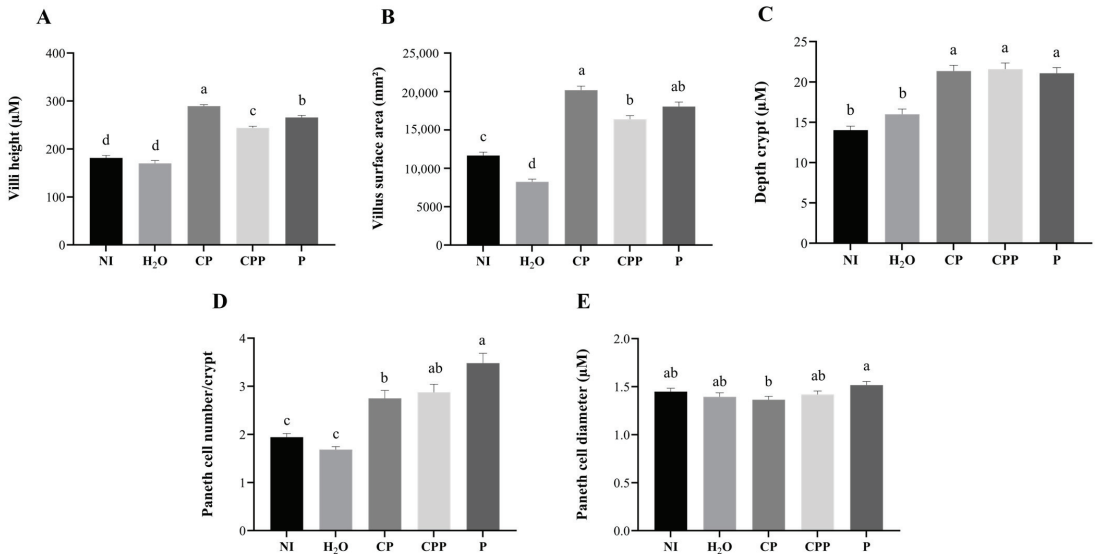 A
Villi height (µM)
400
300
200
100
0
d
d
a
c
b
NI
H₂O
CP
CPP
P
B
Villus surface area (mm²)
25,000
20,000
15,000
10,000
5000
0
c
d
a
b
ab
NI
H₂O
CP
CPP
P
C
Depth crypt (µM)
25
20
15
10
5
0
b
b
a
a
a
NI
H₂O
CP
CPP
P
D
Paneth cell number/crypt
4
3
2
1
0
c
c
b
ab
a
NI
H₂O
CP
CPP
P
E
Paneth cell diameter (µM)
2.0
1.5
1.0
0.5
0.0
ab
ab
b
ab
a
NI
H₂O
CP
CPP
P